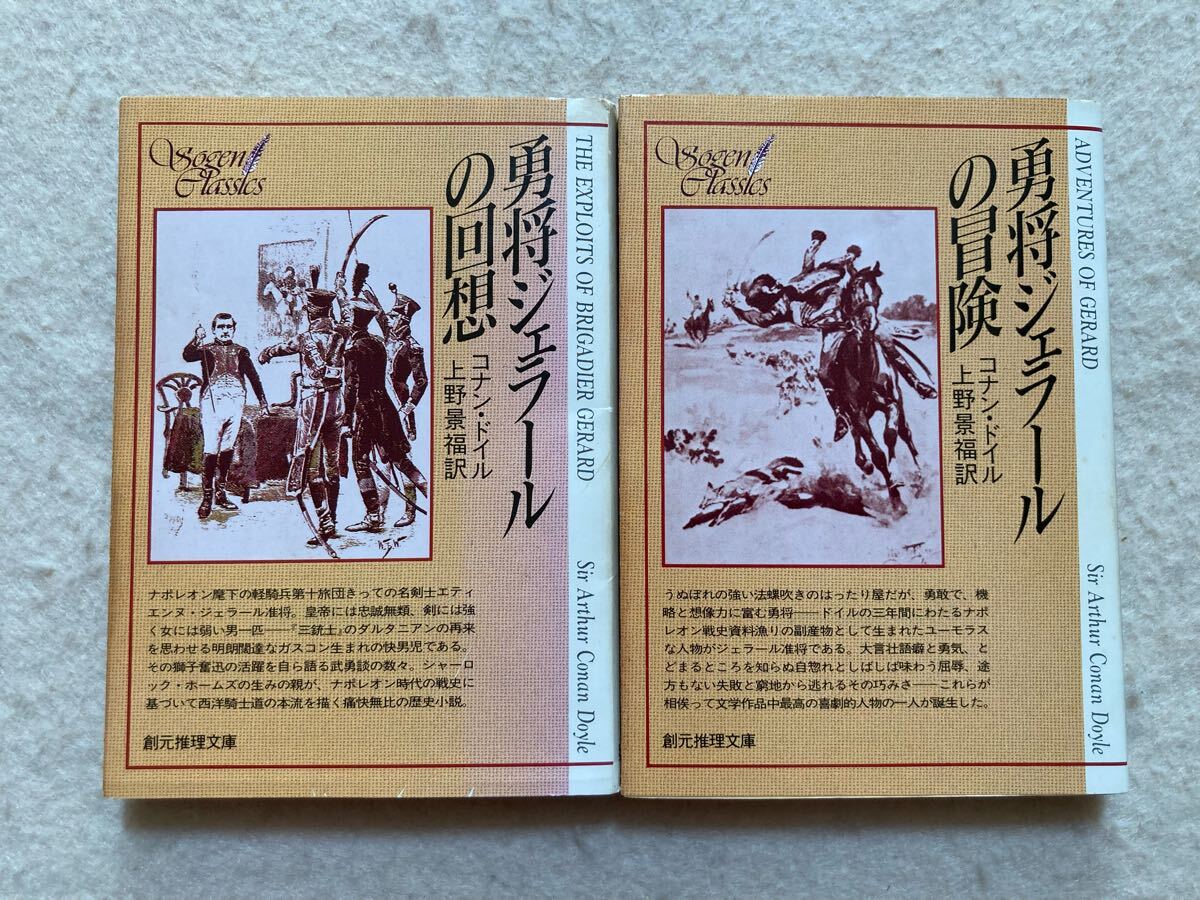 Sogen
Classics
勇将ジェラール
の回想
コナン・ドイル
上野景福訳
THE EXPLOITS OF BRIGADIER GERARD
Sir Arthur Conan Doyle
ナポレオン麾下の軽騎兵第十旅団きっての名剣士エティ
エンヌ・ジェラール准将。皇帝には忠誠無類、剣には強
く女には弱い男一匹──『三銃士』のダルタニアンの再来
を思わせる明朗闊達なガスコン生まれの快男児である。
その獅子奮迅の活躍を自ら語る武勇談の数々。シャーロ
ック・ホームズの生みの親が、ナポレオン時代の戦史に
基づいて西洋騎士道の本流を描く痛快無比の歴史小説。
創元推理文庫
Sogen
Classics
勇将ジェラール
の冒険
コナン・ドイル
上野景福訳
ADVENTURES OF GERARD
Sir Arthur Conan Doyle
うぬぼれの強い法螺吹きのはったり屋だが、勇敢で、機
略と想像力に富む勇将──ドイルの三年間にわたるナポ
レオン戦史資料漁りの副産物として生まれたユーモラス
な人物がジェラール准将である。大言壮語癖と勇気、と
どまるところを知らぬ自惚れとしばしば味わう屈辱、途
方もない失敗と窮地から逃れるその巧みさ──これらが
相俟って文学作品中最高の喜劇的人物の一人が誕生した。
創元推理文庫